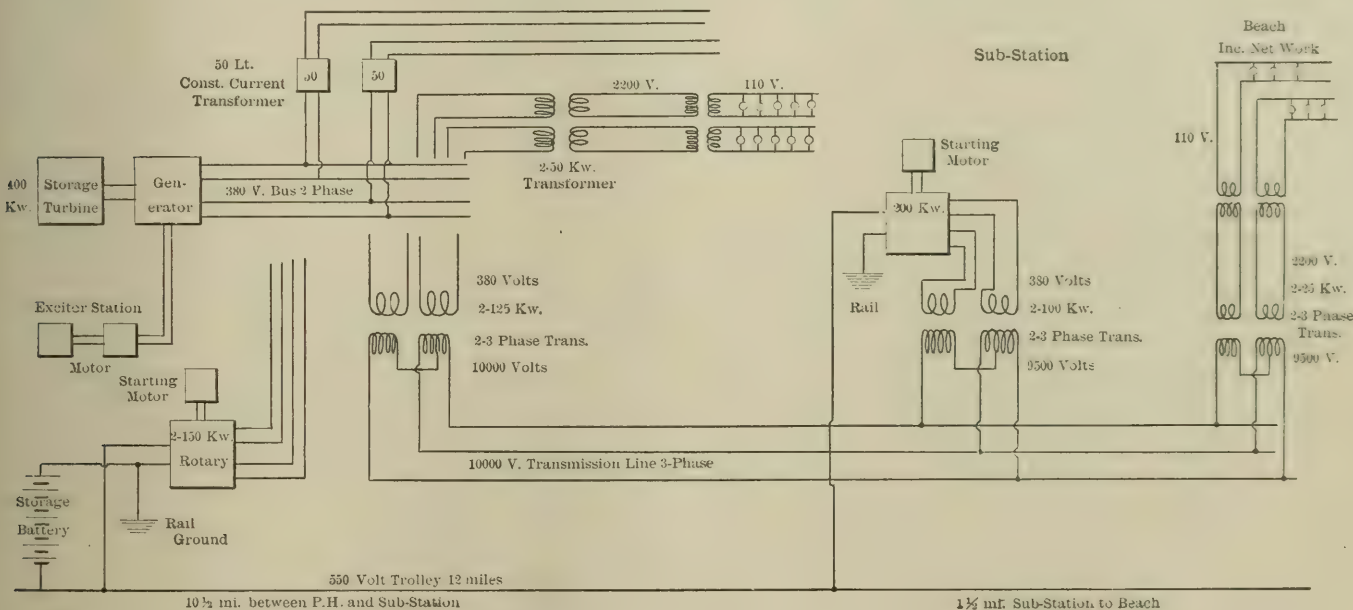 50 Lt.
Const. Current
Transformer
50
50
2200 V.
110 V.
2-50 Kw.
Transformer
Sub-Station
Beach
Inc. Net Work
110 V.
400
Kw.
Storage
Turbine
Gen-
erator
380 V. Bus 2 Phase
Starting
Motor
200 Kw.
Rail
380 Volts
2-125 Kw.
2-3 Phase Trans.
10000 Volts
380 Volts
2-100 Kw.
2-3 Phase Trans.
9500 Volts
2200 V.
2-25 Kw.
2-3 Phase
Trans.
9500 V.
Exciter Station
Motor
Starting
Motor
2-150 Kw.
Rotary
Storage
Battery
Rail
Ground
10000 V. Transmission Line 3-Phase
550 Volt Trolley 12 miles
10½ mi. between P.H. and Sub-Station
1½ mi. Sub-Station to Beach